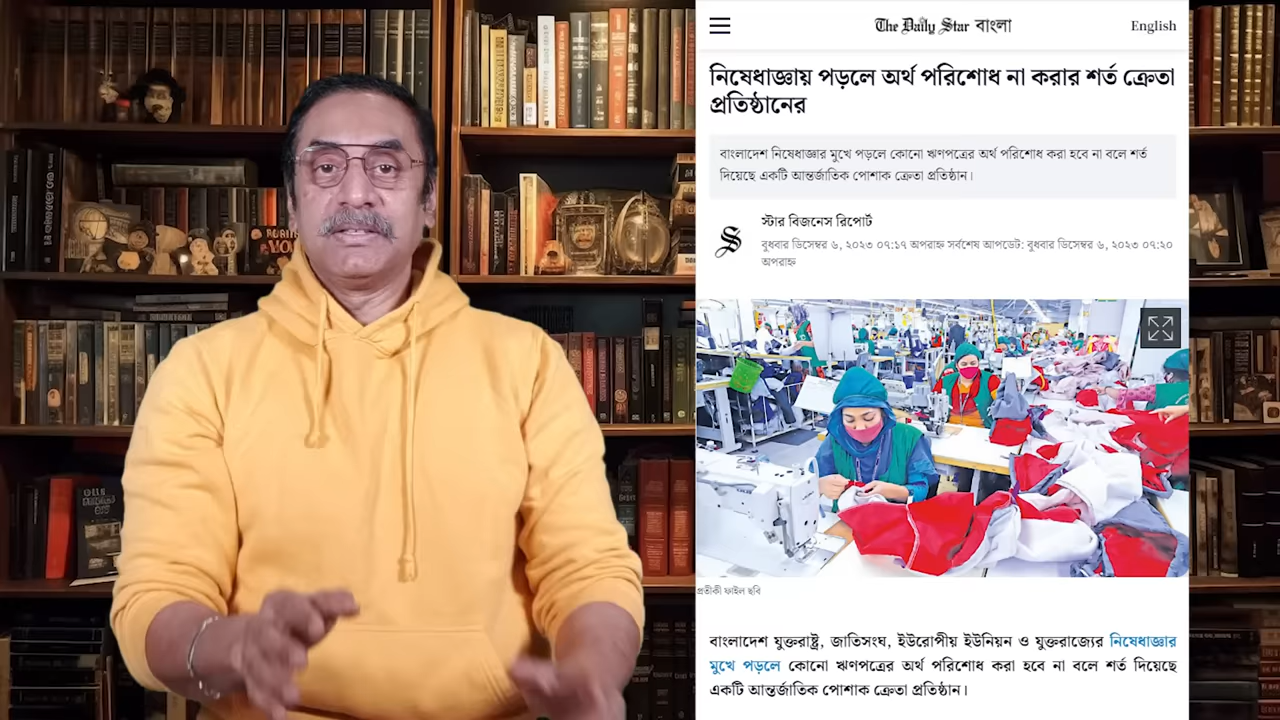 The Daily Star বাংলা
English
নিষেধাজ্ঞায় পড়লে অর্থ পরিশোধ না করার শর্ত ক্রেতা
প্রতিষ্ঠানের
বাংলাদেশ নিষেধাজ্ঞার মুখে পড়লে কোনো ঋণপত্রের অর্থ পরিশোধ করা হবে না বলে শর্ত
দিয়েছে একটি আন্তর্জাতিক পোশাক ক্রেতা প্রতিষ্ঠান।
স্টার বিজনেস রিপোর্ট
বুধবার ডিসেম্বর ৬, ২০২৩ ০৭:১৭ অপরাহ্ন সর্বশেষ আপডেট: বুধবার ডিসেম্বর ৬, ২০২৩ ০৭:২০
অপরাহ্ন
প্রতীকী ফাইল ছবি
বাংলাদেশ যুক্তরাষ্ট্র, জাতিসংঘ, ইউরোপীয় ইউনিয়ন ও যুক্তরাজ্যের নিষেধাজ্ঞার
মুখে পড়লে কোনো ঋণপত্রের অর্থ পরিশোধ করা হবে না বলে শর্ত দিয়েছে
একটি আন্তর্জাতিক পোশাক ক্রেতা প্রতিষ্ঠান।